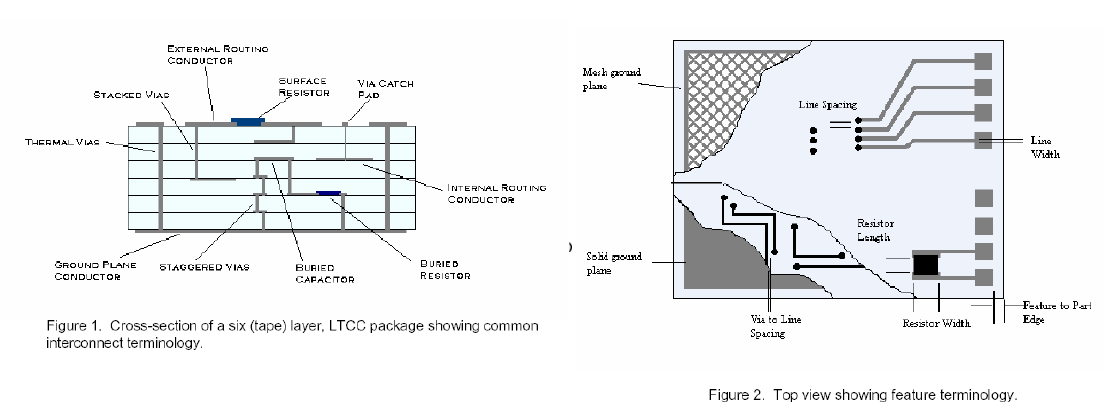 EXTERNAL ROUTING
CONDUCTOR
SURFACE
RESISTOR
VIA CATCH
PAD
STACKED VIAS
THERMAL VIAS
INTERNAL ROUTING
CONDUCTOR
GROUND PLANE
CONDUCTOR
STAGGERED VIAS
BURIED
CAPACITOR
BURIED
RESISTOR
Figure 1. Cross-section of a six (tape) layer, LTCC package showing common
interconnect terminology.
Mesh ground
plane
Line Spacing
Line
Width
Resistor
Length
Solid ground
plane
Via to Line
Spacing
Resistor Width
Feature to Part
Edge
Figure 2. Top view showing feature terminology.